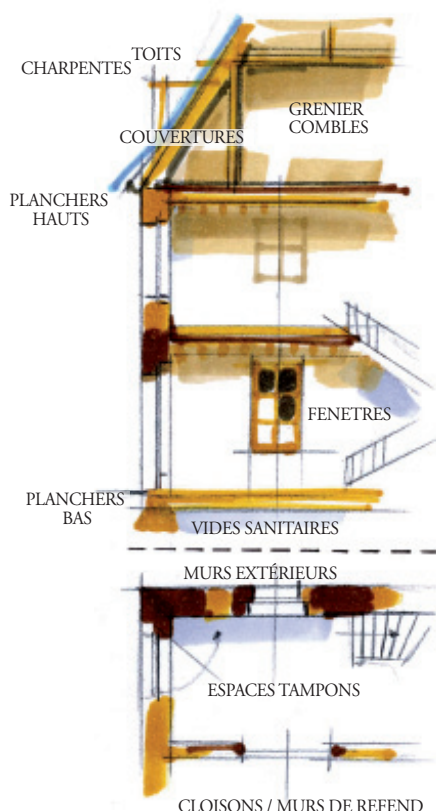 TOITS
CHARPENTES
GRENIER
COMBLES
COUVERTURES
PLANCHERS
HAUTS
FENETRES
PLANCHERS
BAS
VIDES SANITAIRES
MURS EXTÉRIEURS
ESPACES TAMPONS
CLOISONS / MURS DE REFEND